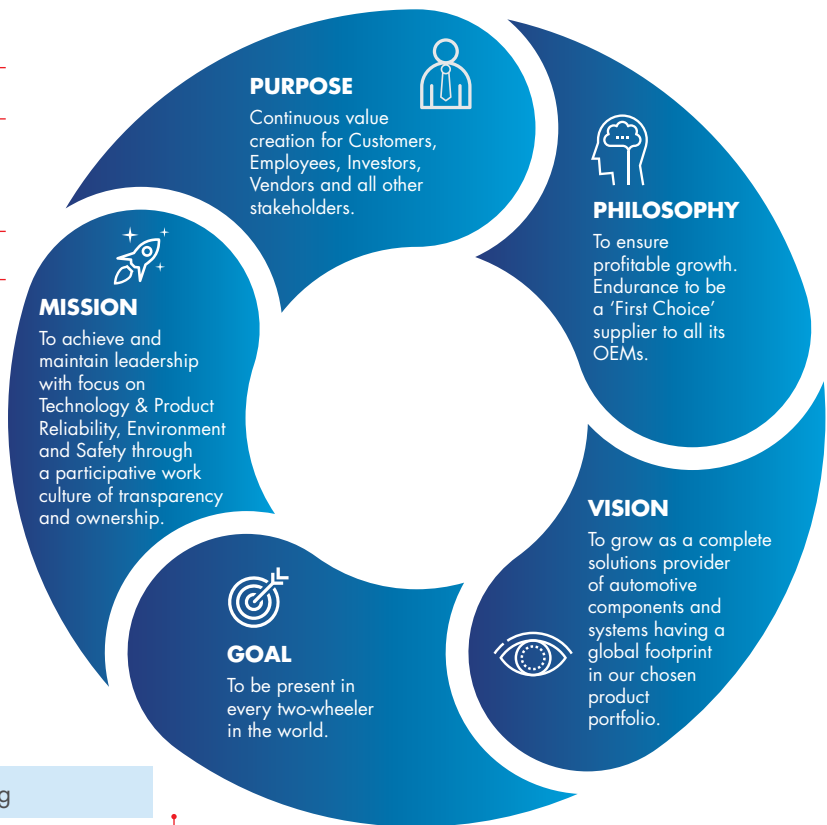 PURPOSE
Continuous value
creation for Customers,
Employees, Investors,
Vendors and all other
stakeholders.
PHILOSOPHY
To ensure
profitable growth.
Endurance to be
a ‘First Choice’
supplier to all its
OEMs.
VISION
To grow as a complete
solutions provider
of automotive
components and
systems having a
global footprint
in our chosen
product
portfolio.
GOAL
To be present in
every two-wheeler
in the world.
MISSION
To achieve and
maintain leadership
with focus on
Technology & Product
Reliability, Environment
and Safety through
a participative work
culture of transparency
and ownership.